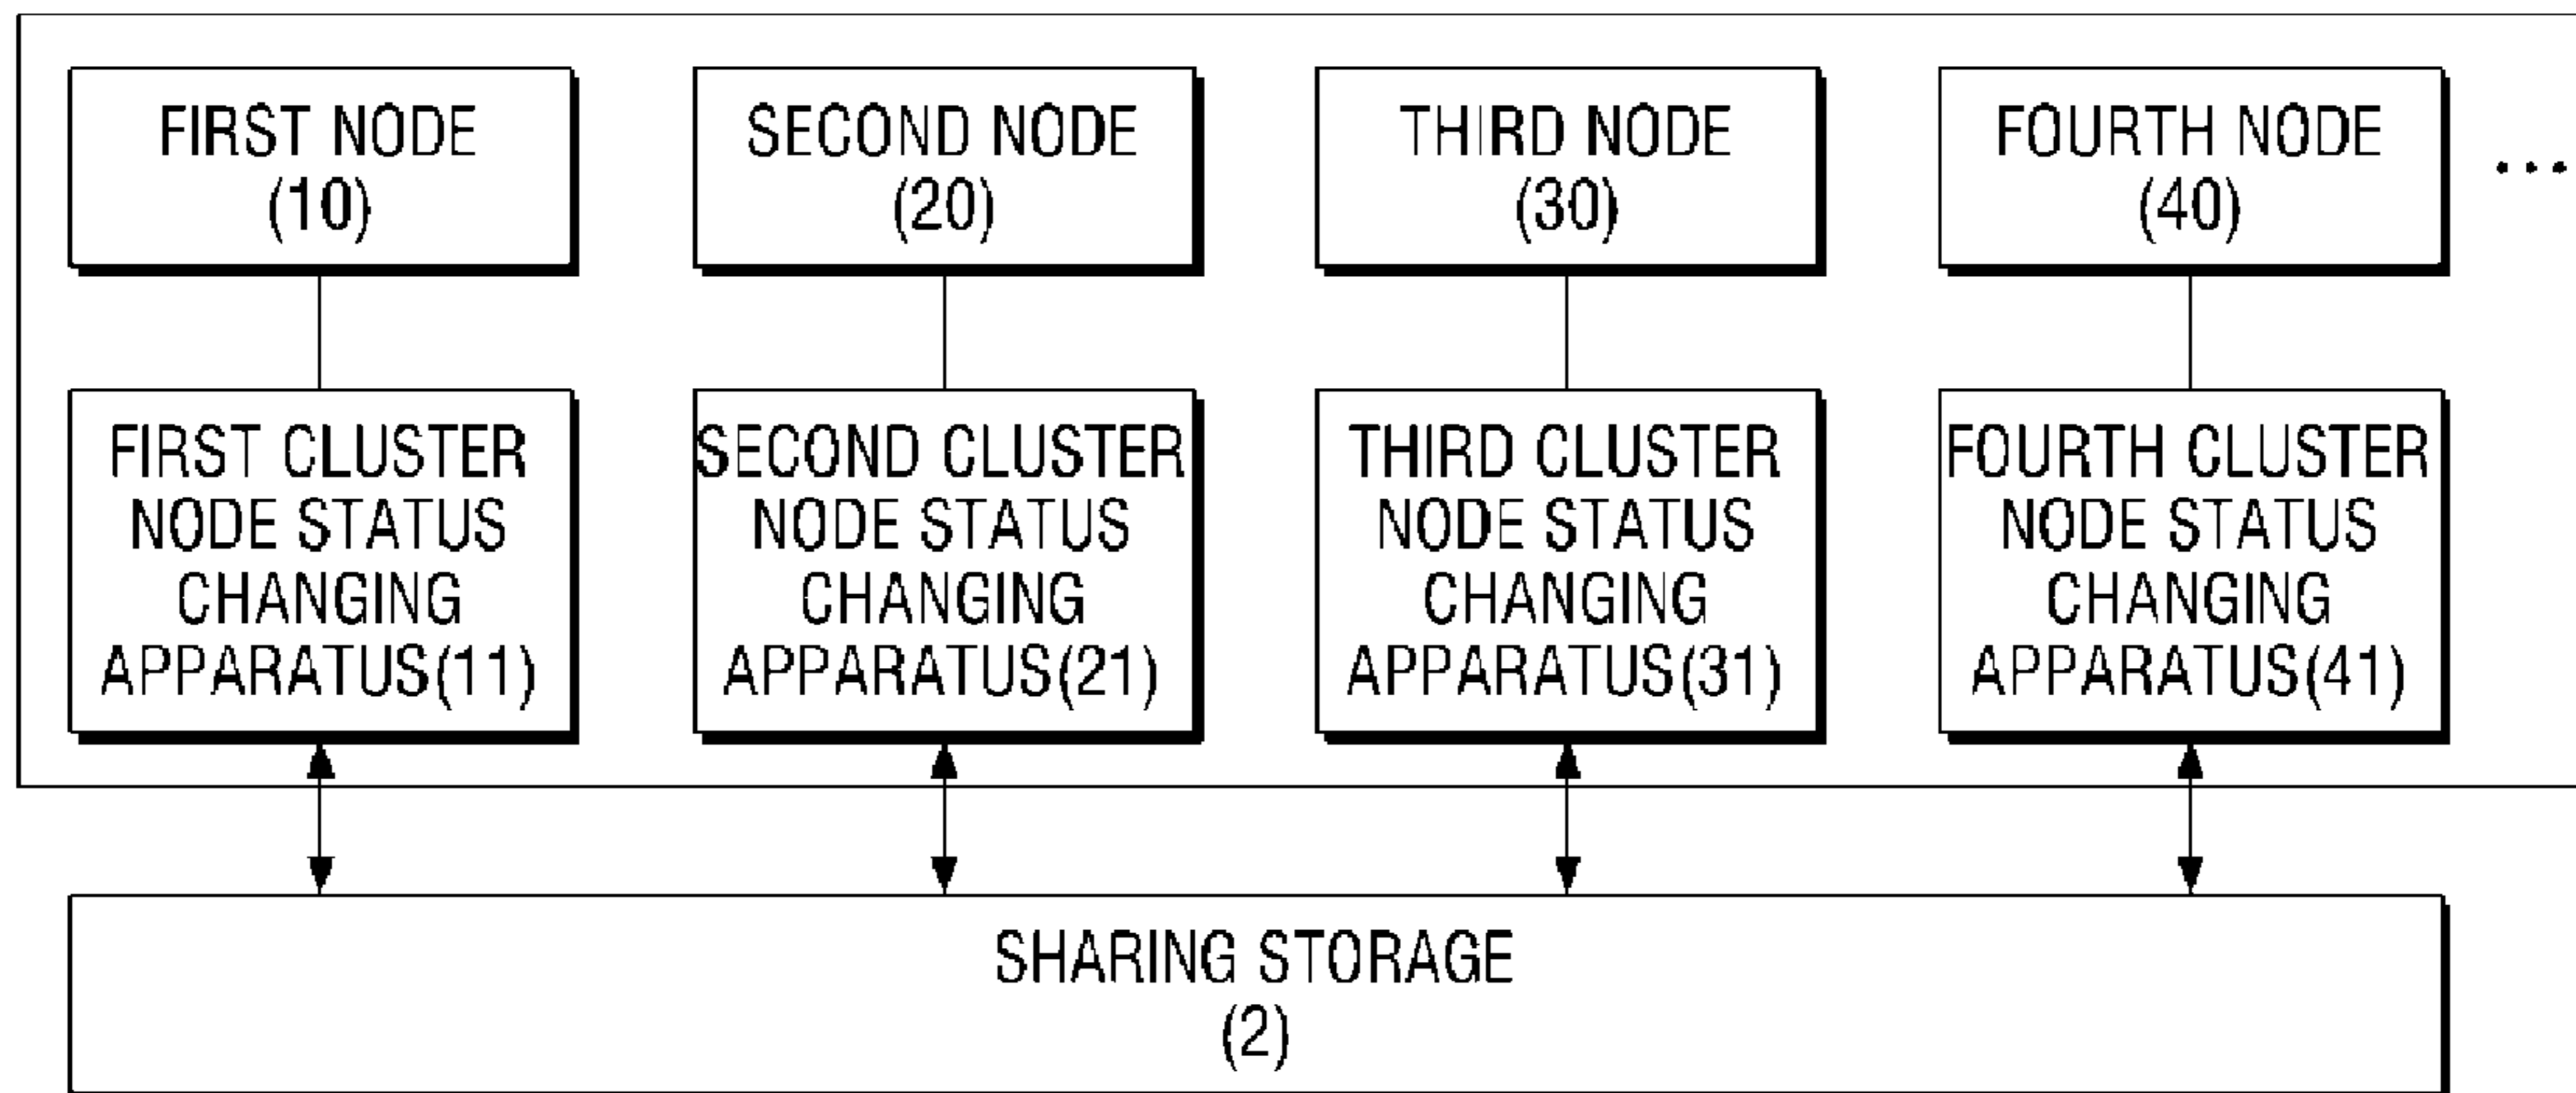 FIRST NODE
(10)
SECOND NODE
(20)
THIRD NODE
(30)
FOURTH NODE
(40)
...
FIRST CLUSTER
NODE STATUS
CHANGING
APPARATUS(11)
SECOND CLUSTER
NODE STATUS
CHANGING
APPARATUS(21)
THIRD CLUSTER
NODE STATUS
CHANGING
APPARATUS(31)
FOURTH CLUSTER
NODE STATUS
CHANGING
APPARATUS(41)
SHARING STORAGE
(2)